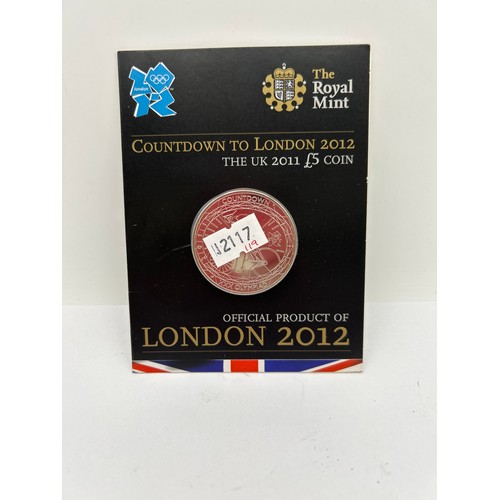 london
The
Royal
Mint
COUNTDOWN TO LONDON 2012
THE UK 2011 £5 COIN
COUNTDOWN
2117
119
OFFICIAL PRODUCT OF
LONDON 2012